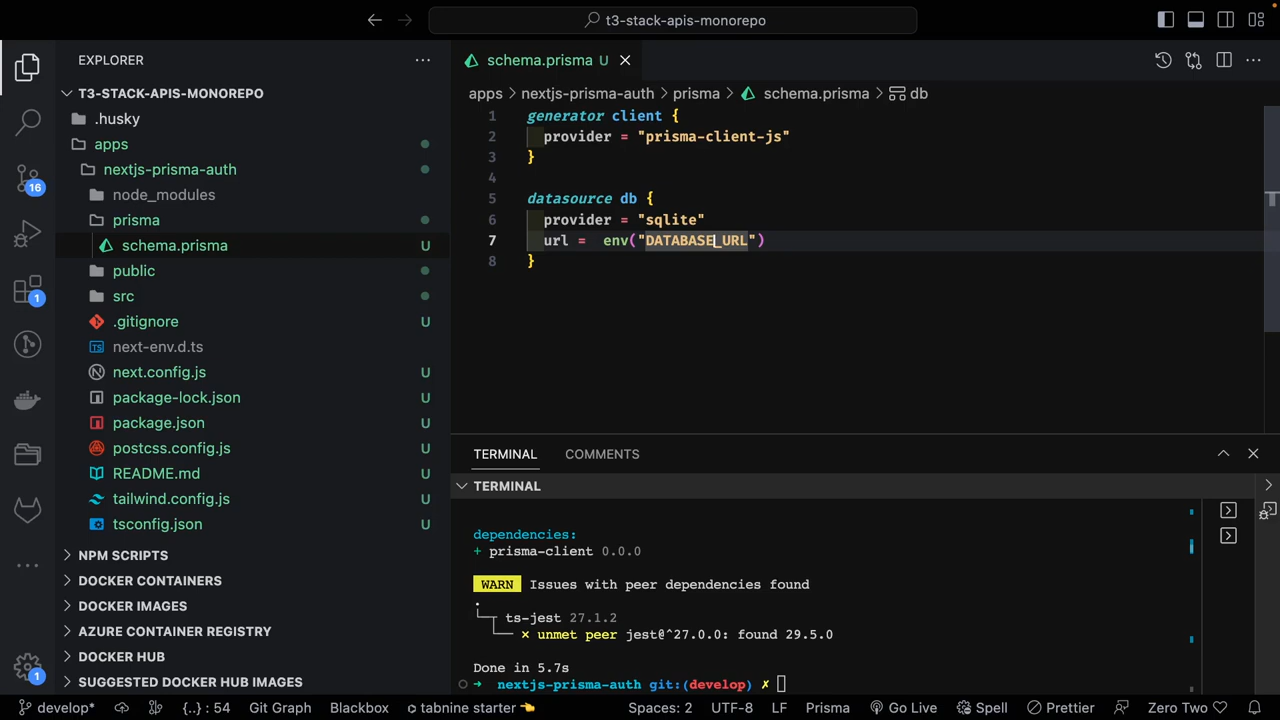 t3-stack-apis-monorepo
EXPLORER
T3-STACK-APIS-MONOREPO
.husky
apps
nextjs-prisma-auth
node_modules
prisma
schema.prisma U
public
src
.gitignore U
TS next-env.d.ts
next.config.js U
package-lock.json U
package.json U
postcss.config.js U
README.md U
tailwind.config.js U
tsconfig.json U
NPM SCRIPTS
DOCKER CONTAINERS
DOCKER IMAGES
AZURE CONTAINER REGISTRY
DOCKER HUB
SUGGESTED DOCKER HUB IMAGES
16
1
1
schema.prisma U
apps > nextjs-prisma-auth > prisma > schema.prisma > db
1 generator client {
2 provider = "prisma-client-js"
3 }
4
5 datasource db {
6 provider = "sqlite"
7 url =  env("DATABASE_URL")
8 }
TERMINAL COMMENTS
TERMINAL
dependencies:
+ prisma-client 0.0.0
WARN Issues with peer dependencies found
.
└─┬ ts-jest 27.1.2
└── ✕ unmet peer jest@^27.0.0: found 29.5.0
Done in 5.7s
➜ nextjs-prisma-auth git:(develop) ✗
develop* {..} : 54 Git Graph Blackbox tabnine starter 👈 Spaces: 2 UTF-8 LF Prisma Go Live Spell Prettier Zero Two ♡